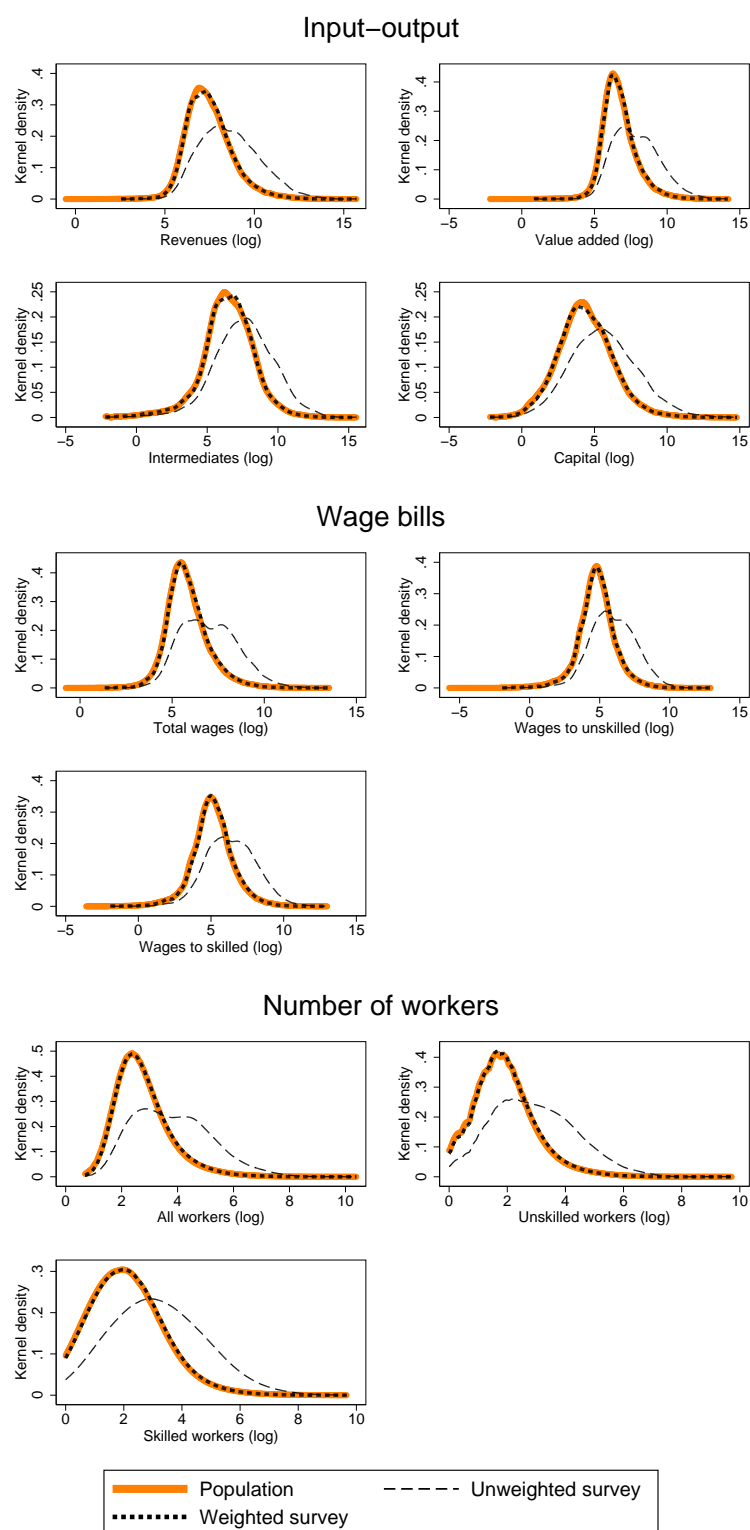 Input−output
Kernel density
0 .1 .2 .3 .4
0 5 10 15
Revenues (log)
Kernel density
0 .1 .2 .3 .4
−5 0 5 10 15
Value added (log)
Kernel density
0 .05 .1 .15 .2 .25
−5 0 5 10 15
Intermediates (log)
Kernel density
0 .05 .1 .15 .2 .25
−5 0 5 10 15
Capital (log)
Wage bills
Kernel density
0 .1 .2 .3 .4
0 5 10 15
Total wages (log)
Kernel density
0 .1 .2 .3 .4
−5 0 5 10 15
Wages to unskilled (log)
Kernel density
0 .1 .2 .3 .4
−5 0 5 10 15
Wages to skilled (log)
Number of workers
Kernel density
0 .1 .2 .3 .4 .5
0 2 4 6 8 10
All workers (log)
Kernel density
0 .1 .2 .3 .4
0 2 4 6 8 10
Unskilled workers (log)
Kernel density
0 .1 .2 .3
0 2 4 6 8 10
Skilled workers (log)
Population
Unweighted survey
Weighted survey